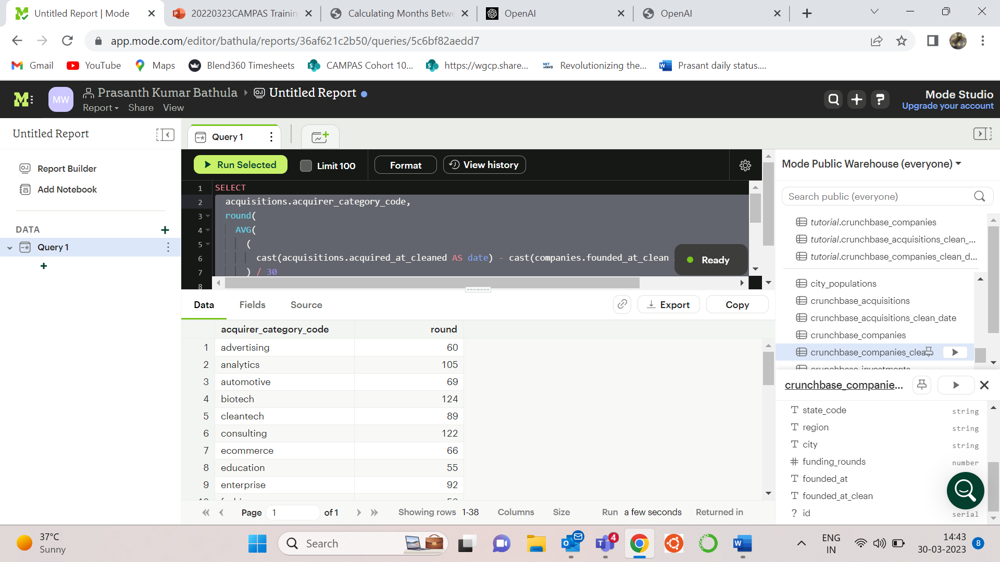 Untitled Report | Mode
20220323CAMPAS Trainin
Calculating Months Betwe
OpenAI
OpenAI
app.mode.com/editor/bathula/reports/36af621c2b50/queries/5c6bf82aedd7
Gmail
YouTube
Maps
Blend360 Timesheets
CAMPAS Cohort 10...
https://wgcp.share...
Revolutionizing the...
Prasant daily status....
MW
Prasanth Kumar Bathula
Untitled Report
Report
Share
View
Mode Studio
Upgrade your account
Untitled Report
Report Builder
Add Notebook
DATA
Query 1
Query 1
Run Selected
Limit 100
Format
View history
1 SELECT
2 acquisitions.acquirer_category_code,
3 round(
4 AVG(
5 (
6 cast(acquisitions.acquired_at_cleaned AS date) - cast(companies.founded_at_clean
7 ) / 30
8
Ready
Data
Fields
Source
Export
Copy
acquirer_category_code round
1 advertising 60
2 analytics 105
3 automotive 69
4 biotech 124
5 cleantech 89
6 consulting 122
7 ecommerce 66
8 education 55
9 enterprise 92
Page 1 of 1
Showing rows 1-38
Columns
Size
Run a few seconds
Returned in
Mode Public Warehouse (everyone)
Search public (everyone)
tutorial.crunchbase_companies
tutorial.crunchbase_acquisitions_clean_...
tutorial.crunchbase_companies_clean_d...
city_populations
crunchbase_acquisitions
crunchbase_acquisitions_clean_date
crunchbase_companies
crunchbase_companies_clea...
crunchbase_investments
crunchbase_companie...
state_code string
region string
city string
funding_rounds number
founded_at
founded_at_clean
id serial
37°C
Sunny
Search
4
ENG
IN
14:43
30-03-2023
8